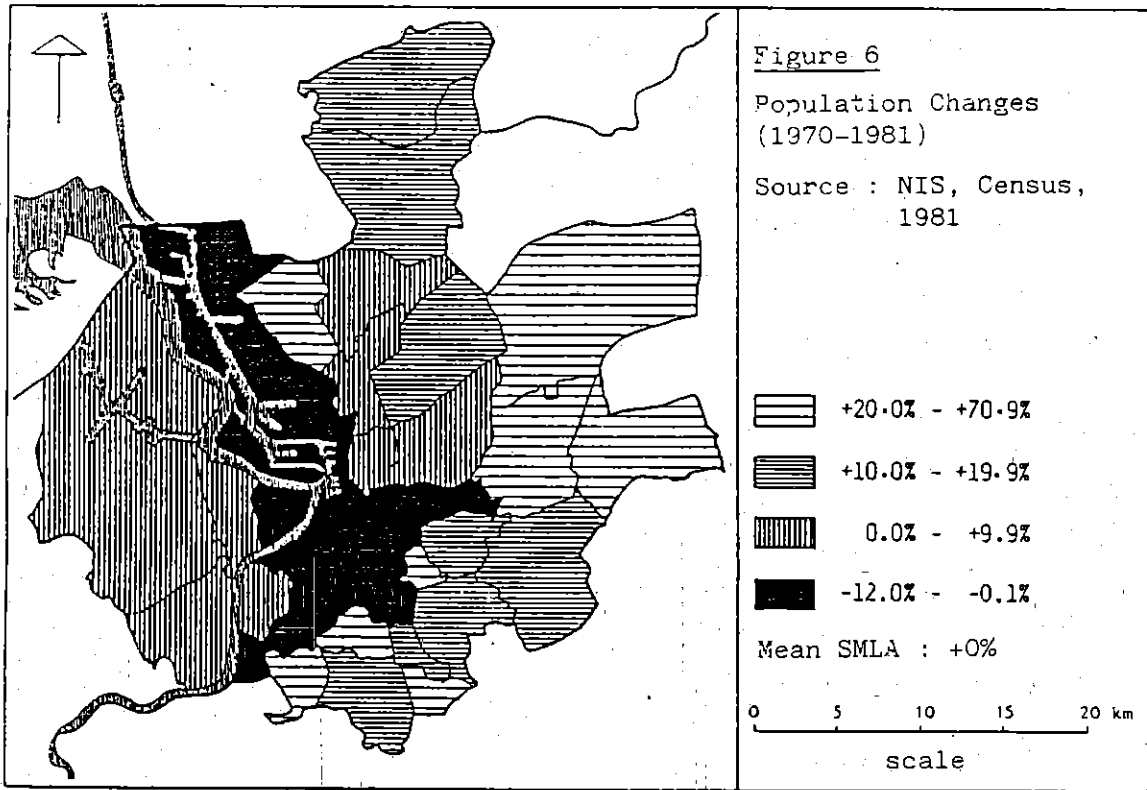 Figure 6
Population Changes
(1970-1981)
Source : NIS, Census,
1981
+20.0% - +70.9%
+10.0% - +19.9%
0.0% - +9.9%
-12.0% - -0.1%
Mean SMLA : +0%
0 5 10 15 20 km
scale